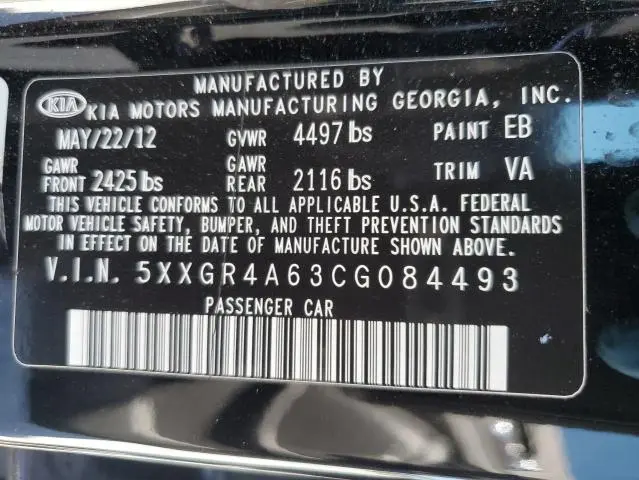 MANUFACTURED BY
KIA KIA MOTORS MANUFACTURING GEORGIA, INC.
MAY/22/12 GVWR 4497 lbs PAINT EB
GAWR FRONT 2425 lbs GAWR REAR 2116 lbs TRIM VA
THIS VEHICLE CONFORMS TO ALL APPLICABLE U.S.A. FEDERAL
MOTOR VEHICLE SAFETY, BUMPER, AND THEFT PREVENTION STANDARDS
IN EFFECT ON THE DATE OF MANUFACTURE SHOWN ABOVE.
V.I.N. 5XXGR4A63CG084493
PASSENGER CAR